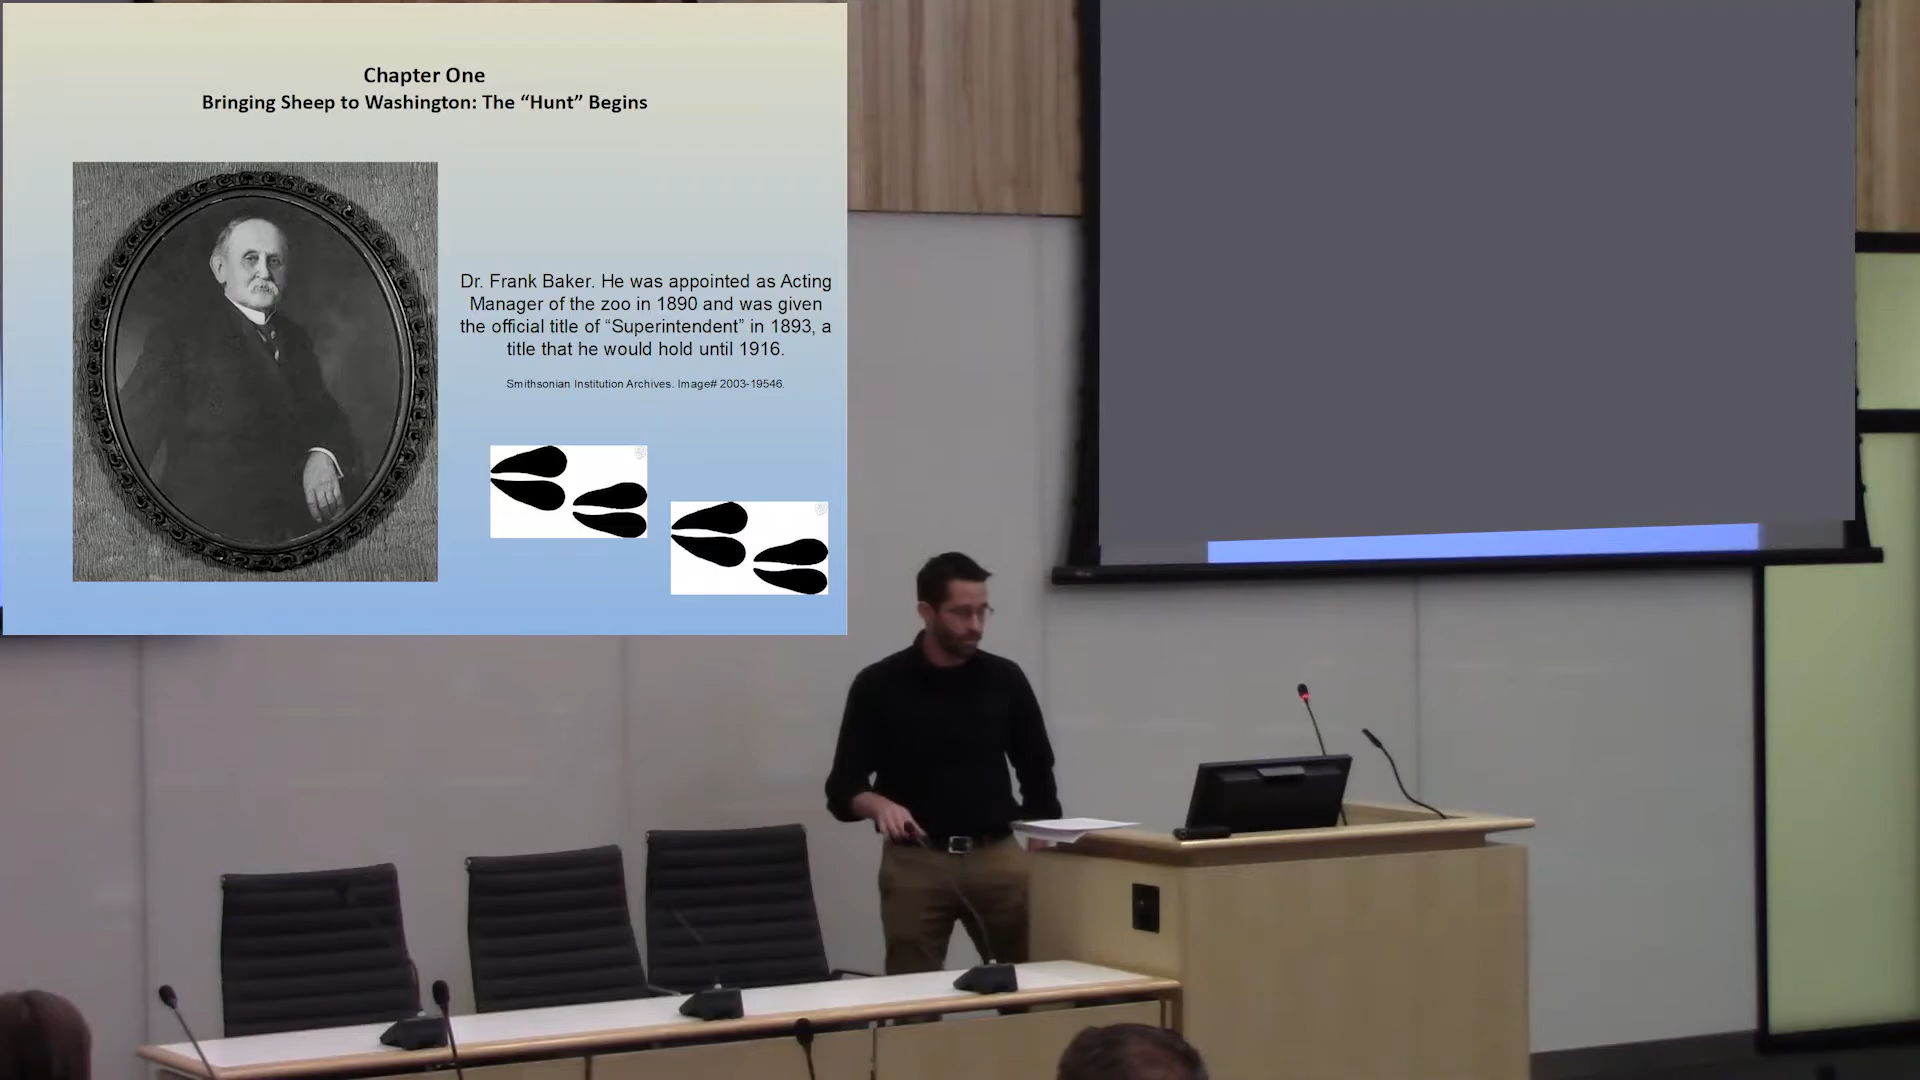 Chapter One
Bringing Sheep to Washington: The “Hunt” Begins
Dr. Frank Baker. He was appointed as Acting
Manager of the zoo in 1890 and was given
the official title of “Superintendent” in 1893, a
title that he would hold until 1916.
Smithsonian Institution Archives. Image# 2003-19546.